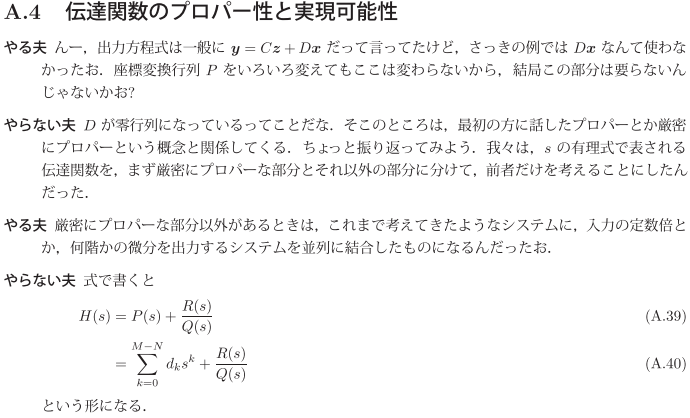 A.4 伝達関数のプロパー性と実現可能性
やる夫 んー，出力方程式は一般に y = Cz + Dx だって言ってたけど，さっきの例では Dx なんて使わな
かったお．座標変換行列 P をいろいろ変えてもここは変わらないから，結局この部分は要らないん
じゃないかお?
やらない夫 D が零行列になっているってことだな．そこのところは，最初の方に話したプロパーとか厳密
にプロパーという概念と関係してくる．ちょっと振り返ってみよう．我々は，s の有理式で表される
伝達関数を，まず厳密にプロパーな部分とそれ以外の部分に分けて，前者だけを考えることにしたん
だった．
やる夫 厳密にプロパーな部分以外があるときは，これまで考えてきたようなシステムに，入力の定数倍と
か，何階かの微分を出力するシステムを並列に結合したものになるんだったお．
やらない夫 式で書くと
H(s) = P(s) + R(s)/Q(s) (A.39)
= ∑_{k=0}^{M−N} d_k s^k + R(s)/Q(s) (A.40)
という形になる．